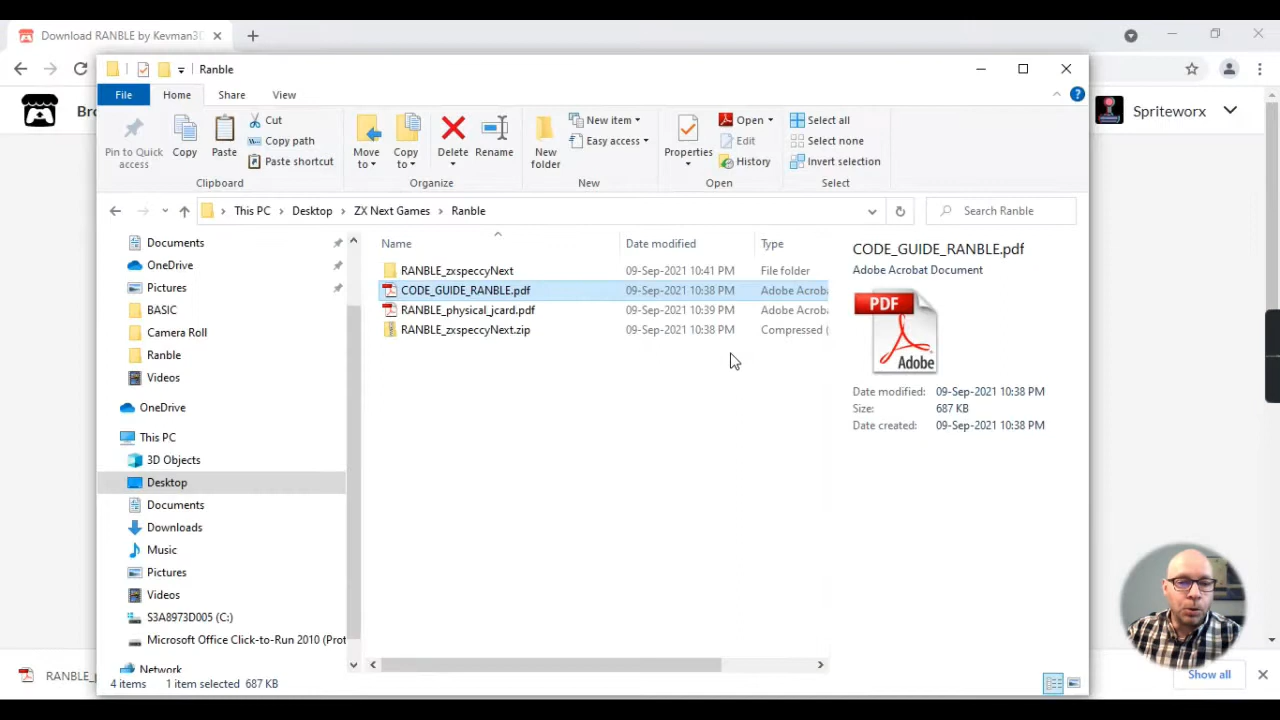 Download RANBLE by Kevman3D
Ranble
File
Home
Share
View
Pin to Quick access
Copy
Paste
Cut
Copy path
Paste shortcut
Clipboard
Move to
Copy to
Delete
Rename
Organize
New folder
New item
Easy access
New
Properties
Open
Edit
History
Open
Select all
Select none
Invert selection
Select
Bro
Spriteworx
This PC > Desktop > ZX Next Games > Ranble
Search Ranble
Documents
OneDrive
Pictures
BASIC
Camera Roll
Ranble
Videos
OneDrive
This PC
3D Objects
Desktop
Documents
Downloads
Music
Pictures
Videos
S3A8973D005 (C:)
Microsoft Office Click-to-Run 2010 (Prot
Network
Name Date modified Type
RANBLE_zxspeccyNext 09-Sep-2021 10:41 PM File folder
CODE_GUIDE_RANBLE.pdf 09-Sep-2021 10:38 PM Adobe Acroba
RANBLE_physical_jcard.pdf 09-Sep-2021 10:39 PM Adobe Acroba
RANBLE_zxspeccyNext.zip 09-Sep-2021 10:38 PM Compressed (
CODE_GUIDE_RANBLE.pdf
Adobe Acrobat Document
PDF
Adobe
Date modified: 09-Sep-2021 10:38 PM
Size: 687 KB
Date created: 09-Sep-2021 10:38 PM
4 items 1 item selected 687 KB
RANBLE_p
Show all